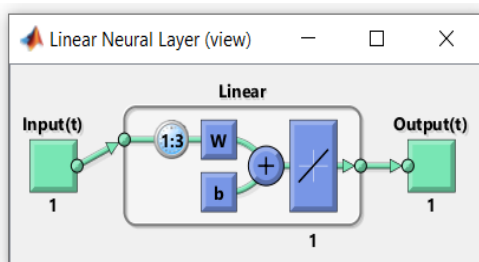 Linear Neural Layer (view)
Linear
Input(t)
Output(t)
1:3
W
+
b
1
1
1